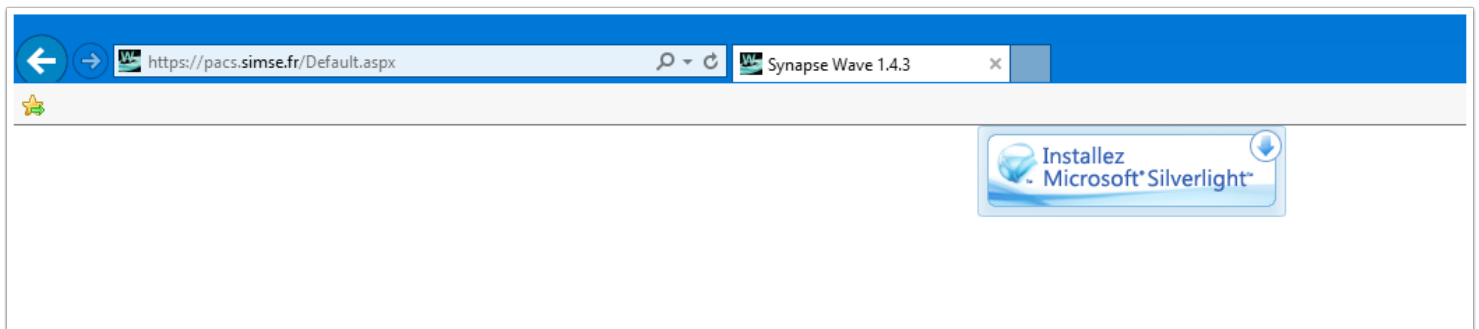 https://pacs.simse.fr/Default.aspx
Synapse Wave 1.4.3
Installez
Microsoft® Silverlight™